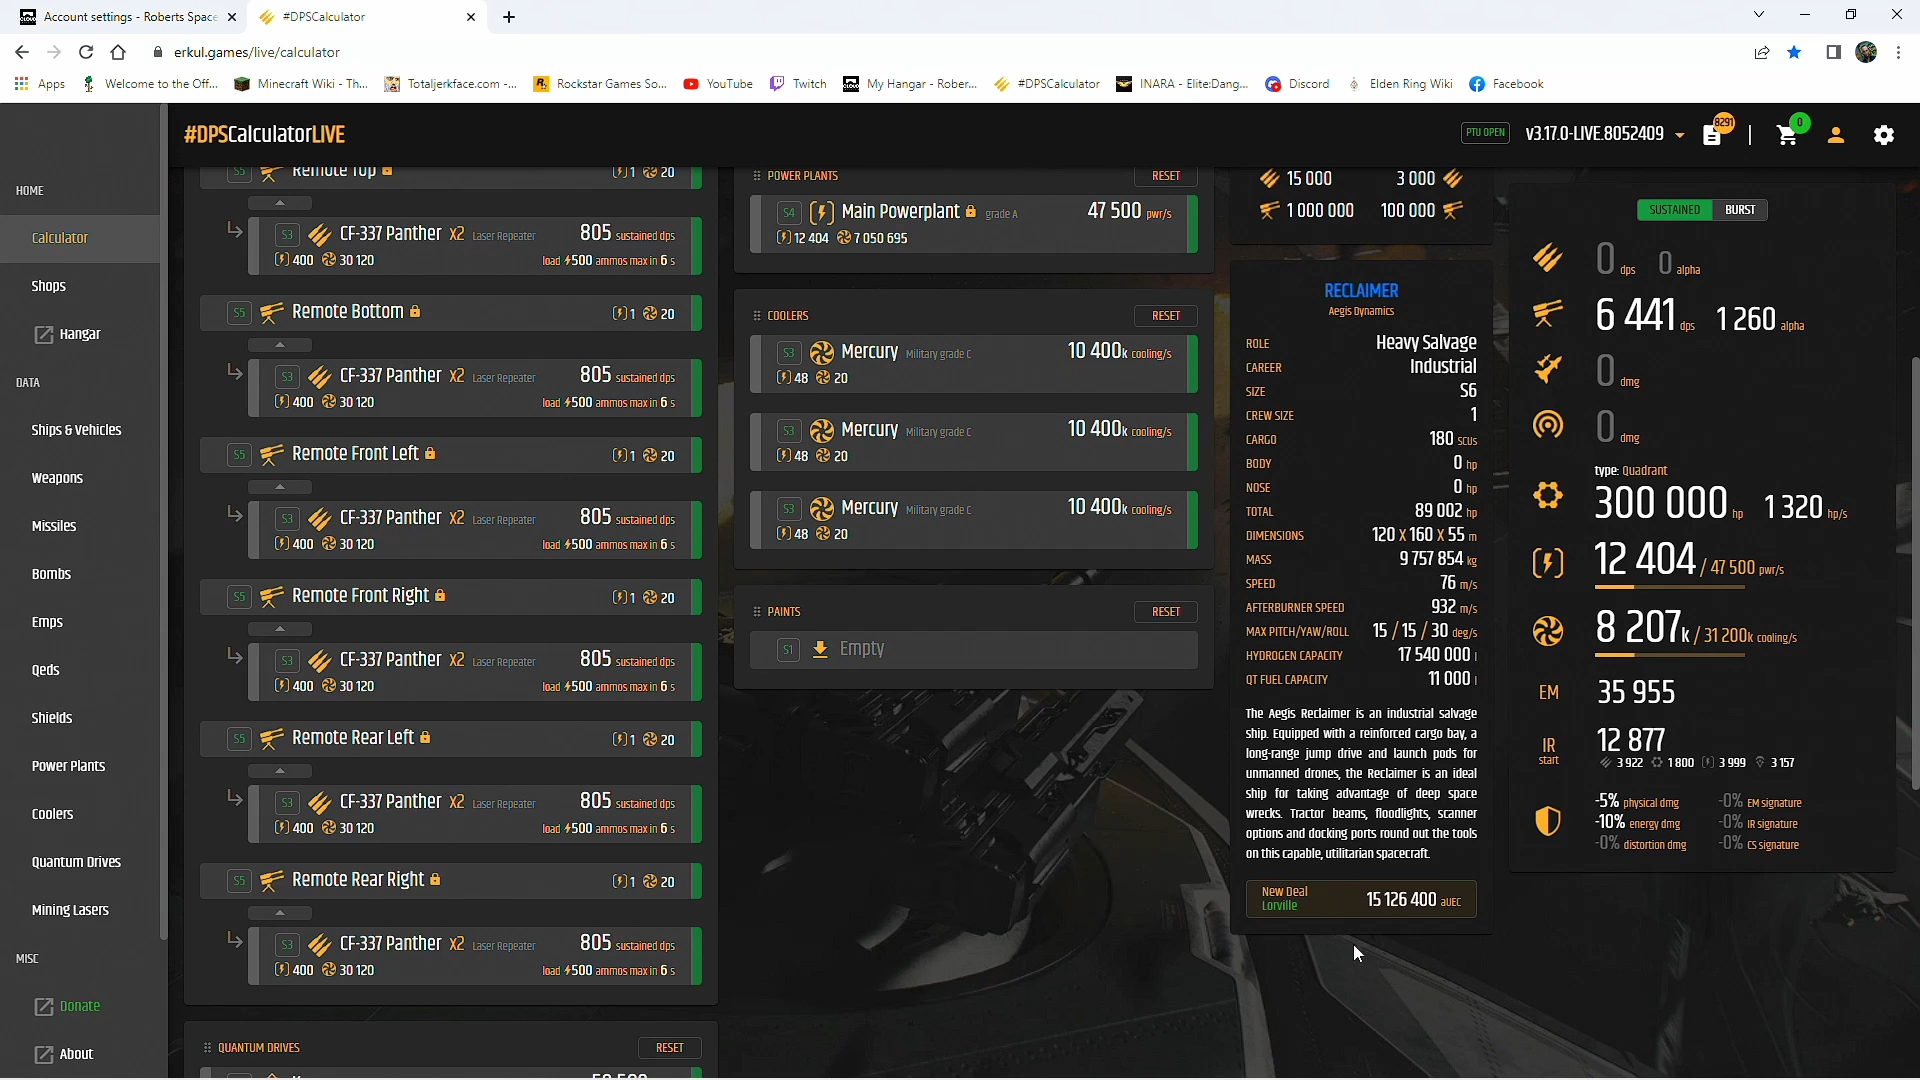 Account settings - Roberts Space
#DPSCalculator
erkul.games/live/calculator
Apps
Welcome to the Off...
Minecraft Wiki - Th...
Totaljerkface.com -...
Rockstar Games So...
YouTube
Twitch
My Hangar - Rober...
#DPSCalculator
INARA - Elite:Dang...
Discord
Elden Ring Wiki
Facebook
#DPSCalculatorLIVE
PTU OPEN
v3.17.0-LIVE.8052409
8291
0
HOME
Calculator
Shops
Hangar
DATA
Ships & Vehicles
Weapons
Missiles
Bombs
Emps
Qeds
Shields
Power Plants
Coolers
Quantum Drives
Mining Lasers
MISC
Donate
About
S5 Remote Top 1 20
S3 CF-337 Panther x2 Laser Repeater 805 sustained dps
400 30 120 load 500 ammos max in 6 s
S5 Remote Bottom 1 20
S3 CF-337 Panther x2 Laser Repeater 805 sustained dps
400 30 120 load 500 ammos max in 6 s
S5 Remote Front Left 1 20
S3 CF-337 Panther x2 Laser Repeater 805 sustained dps
400 30 120 load 500 ammos max in 6 s
S5 Remote Front Right 1 20
S3 CF-337 Panther x2 Laser Repeater 805 sustained dps
400 30 120 load 500 ammos max in 6 s
S5 Remote Rear Left 1 20
S3 CF-337 Panther x2 Laser Repeater 805 sustained dps
400 30 120 load 500 ammos max in 6 s
S5 Remote Rear Right 1 20
S3 CF-337 Panther x2 Laser Repeater 805 sustained dps
400 30 120 load 500 ammos max in 6 s
QUANTUM DRIVES RESET
POWER PLANTS RESET
S4 Main Powerplant grade A 47 500 pwr/s
12 404 7 050 695
COOLERS RESET
S3 Mercury Military grade C 10 400k cooling/s
48 20
S3 Mercury Military grade C 10 400k cooling/s
48 20
S3 Mercury Military grade C 10 400k cooling/s
48 20
PAINTS RESET
S1 Empty
15 000 3 000
1 000 000 100 000
RECLAIMER
Aegis Dynamics
ROLE Heavy Salvage
CAREER Industrial
SIZE S6
CREW SIZE 1
CARGO 180 SCUs
BODY 0 hp
NOSE 0 hp
TOTAL 89 002 hp
DIMENSIONS 120 x 160 x 55 m
MASS 9 757 854 kg
SPEED 76 m/s
AFTERBURNER SPEED 932 m/s
MAX PITCH/YAW/ROLL 15 / 15 / 30 deg/s
HYDROGEN CAPACITY 17 540 000 l
QT FUEL CAPACITY 11 000 l
The Aegis Reclaimer is an industrial salvage
ship. Equipped with a reinforced cargo bay, a
long-range jump drive and launch pods for
unmanned drones, the Reclaimer is an ideal
ship for taking advantage of deep space
wrecks. Tractor beams, floodlights, scanner
options and docking ports round out the tools
on this capable, utilitarian spacecraft.
New Deal
Lorville
15 126 400 aUEC
SUSTAINED BURST
0 dps 0 alpha
6 441 dps 1 260 alpha
0 dmg
0 dmg
type: Quadrant
300 000 hp 1 320 hp/s
12 404 / 47 500 pwr/s
8 207k / 31 200k cooling/s
EM 35 955
IR start 12 877
3 922 1 800 3 999 3 157
-5% physical dmg -0% EM signature
-10% energy dmg -0% IR signature
-0% distortion dmg -0% CS signature